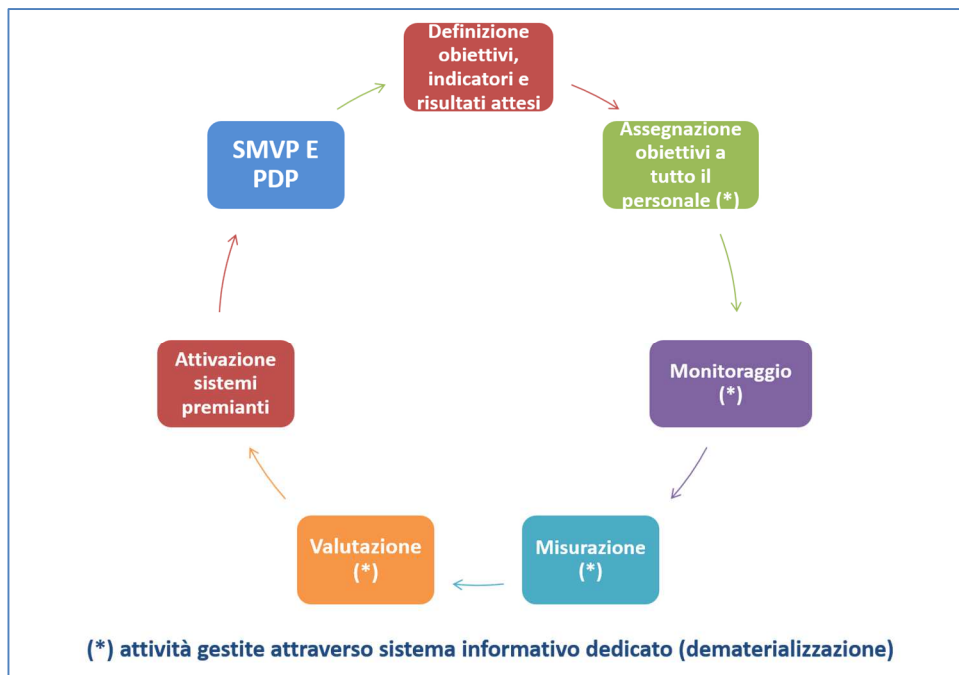 Definizione
obiettivi,
indicatori e
risultati attesi
Assegnazione
obiettivi a
tutto il
personale (*)
SMVP E
PDP
Monitoraggio
(*)
Attivazione
sistemi
premianti
Misurazione
(*)
Valutazione
(*)
(*) attività gestite attraverso sistema informativo dedicato (dematerializzazione)